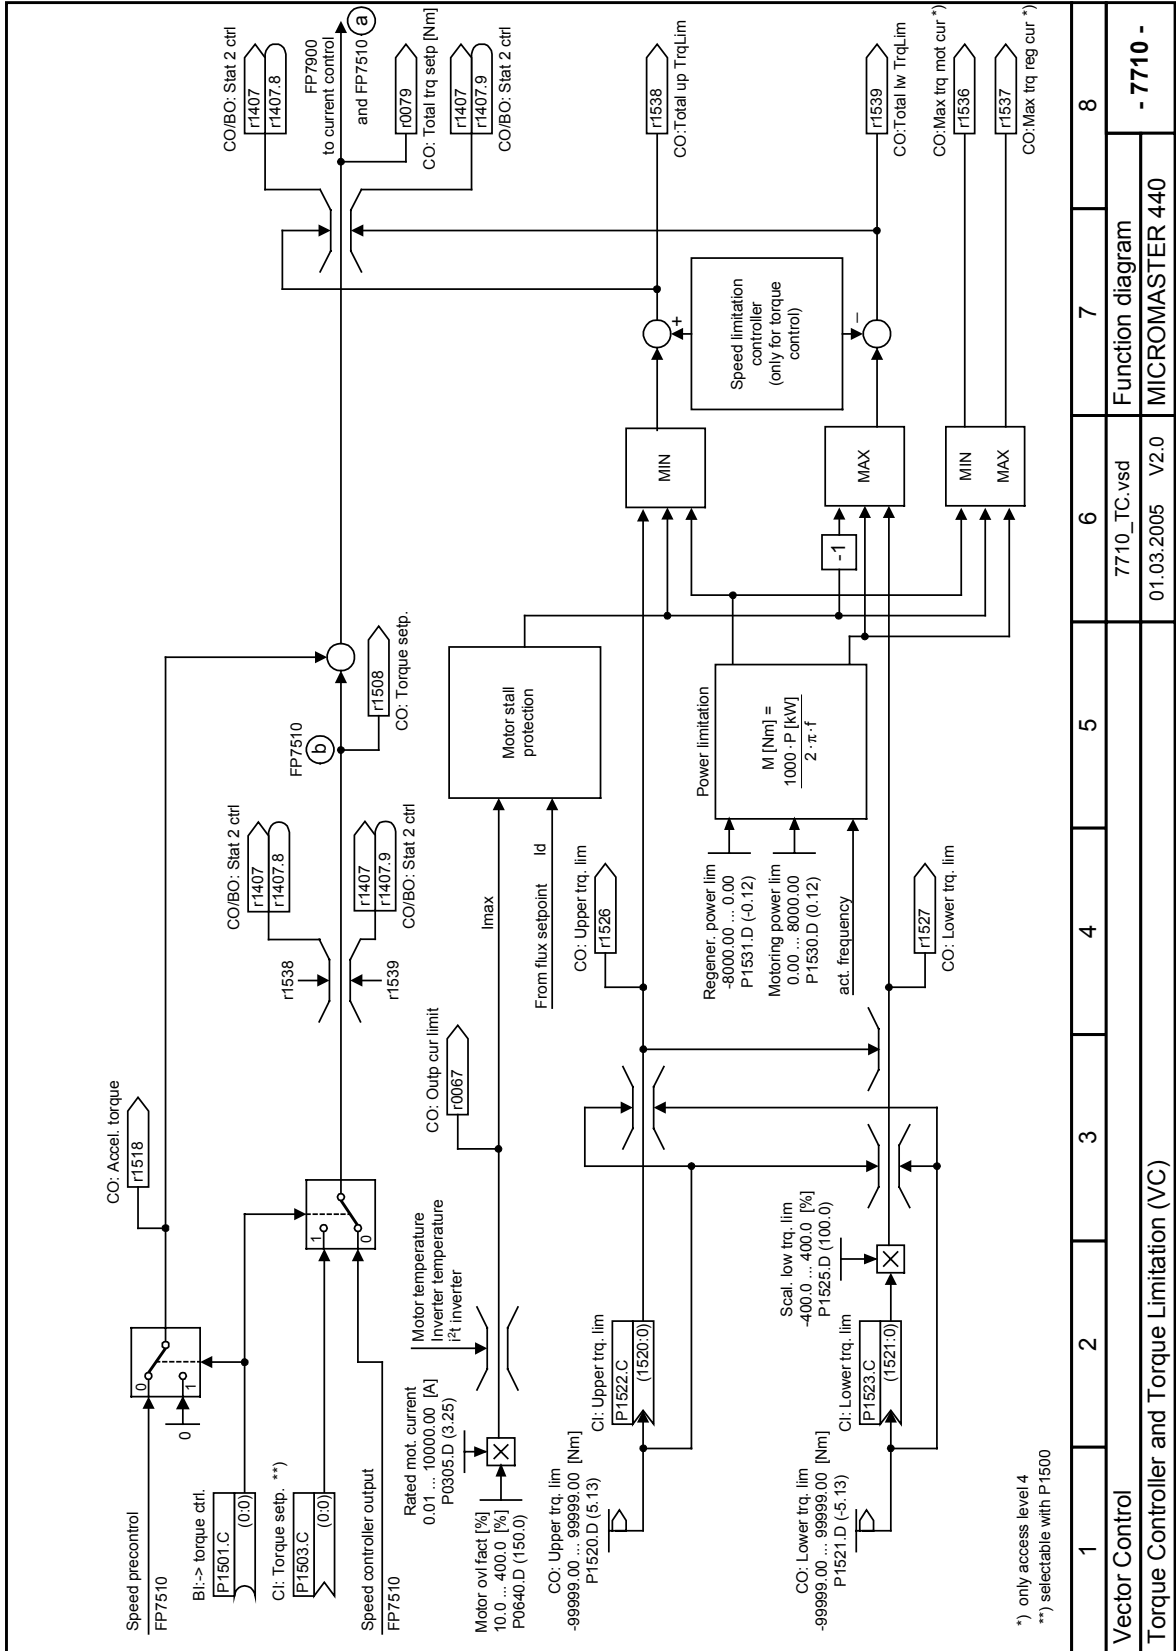 Speed precontrol
FP7510
0
1
0
CO: Accel. torque
r1518
BI:-> torque ctrl.
P1501.C
(0:0)
CI: Torque setp. **)
P1503.C
(0:0)
Speed controller output
FP7510
1
0
r1538
r1539
CO/BO: Stat 2 ctrl
r1407
r1407.8
r1407
r1407.9
CO/BO: Stat 2 ctrl
FP7510
b
r1508
CO: Torque setp.
CO/BO: Stat 2 ctrl
r1407
r1407.8
FP7900
to current control
a
and FP7510
r0079
CO: Total trq setp [Nm]
r1407
r1407.9
CO/BO: Stat 2 ctrl
Rated mot. current
0.01 ... 10000.00 [A]
P0305.D (3.25)
Motor ovl fact [%]
10.0 ... 400.0 [%]
P0640.D (150.0)
Motor temperature
Inverter temperature
i²t inverter
CO: Outp cur limit
r0067
Imax
From flux setpoint
Id
Motor stall
protection
CO: Upper trq. lim
-99999.00 ... 99999.00 [Nm]
P1520.D (5.13)
CI: Upper trq. lim
P1522.C
(1520:0)
CO: Upper trq. lim
r1526
Regener. power lim
-8000.00 ... 0.00
P1531.D (-0.12)
Motoring power lim
0.00 ... 8000.00
P1530.D (0.12)
act. frequency
Power limitation
M [Nm] =
1000 · P [kW]
2 · π · f
MIN
r1538
CO:Total up TrqLim
+
Speed limitation
controller
(only for torque
control)
–
CO: Lower trq. lim
-99999.00 ... 99999.00 [Nm]
P1521.D (-5.13)
CI: Lower trq. lim
P1523.C
(1521:0)
Scal. low trq. lim
-400.0 ... 400.0 [%]
P1525.D (100.0)
r1527
CO: Lower trq. lim
-1
MAX
r1539
CO:Total lw TrqLim
MIN
MAX
CO:Max trq mot cur *)
r1536
r1537
CO:Max trq reg cur *)
*) only access level 4
**) selectable with P1500
1
2
3
4
5
6
7
8
Vector Control
7710_TC.vsd
Function diagram
- 7710 -
Torque Controller and Torque Limitation (VC)
01.03.2005
V2.0
MICROMASTER 440